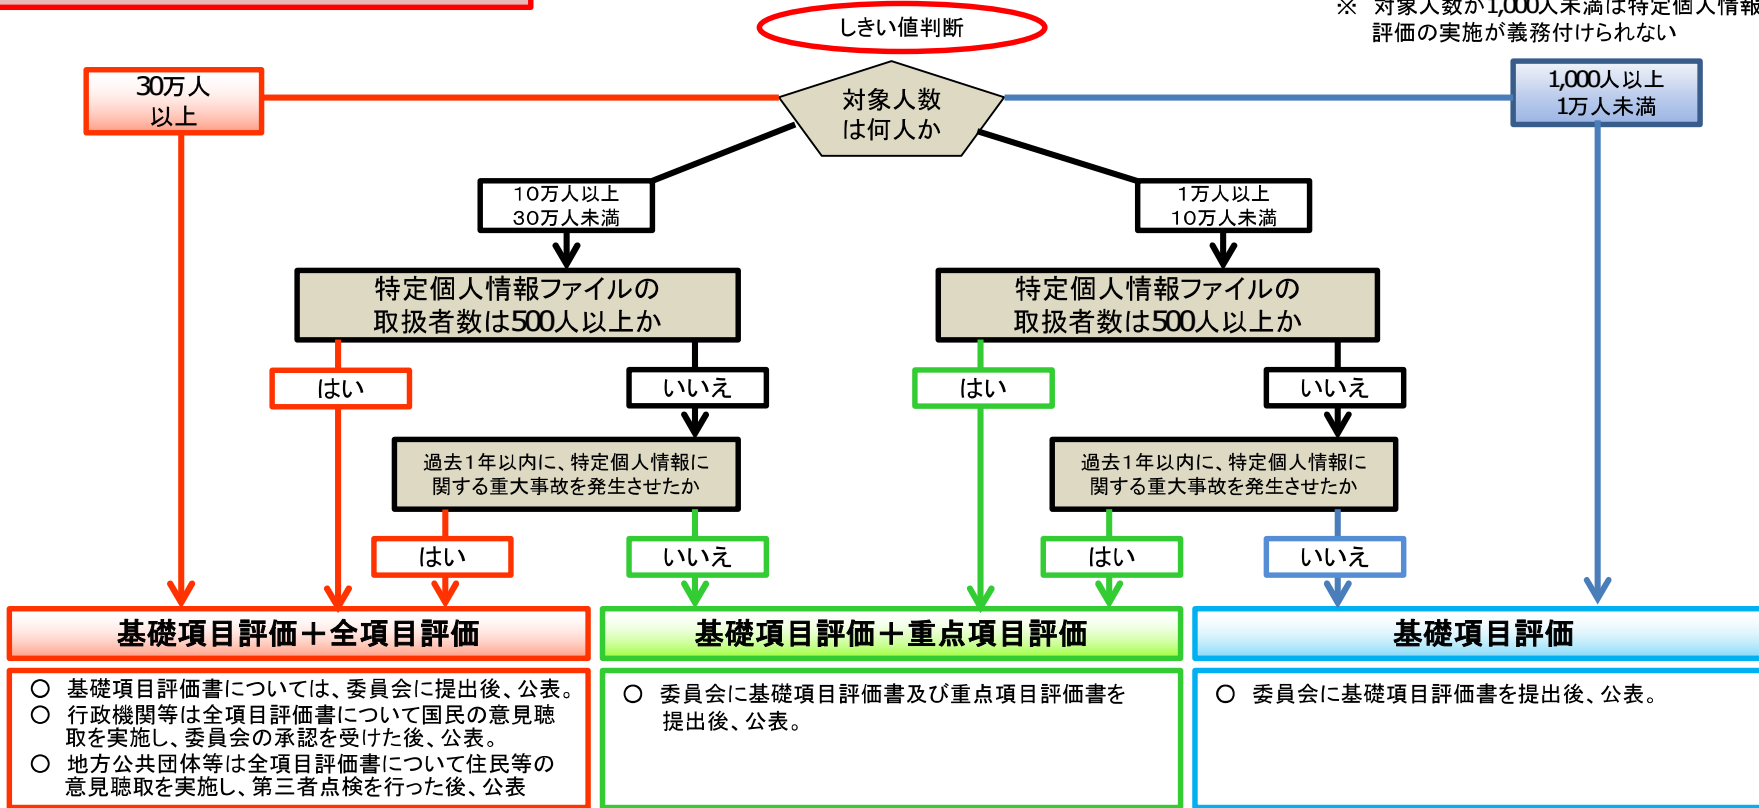 しきい値判断
※ 対象人数が1,000人未満は特定個人情報
評価の実施が義務付けられない
30万人
以上
対象人数
は何人か
1,000人以上
1万人未満
10万人以上
30万人未満
1万人以上
10万人未満
特定個人情報ファイルの
取扱者数は500人以上か
特定個人情報ファイルの
取扱者数は500人以上か
はい
いいえ
はい
いいえ
過去1年以内に、特定個人情報に
関する重大事故を発生させたか
過去1年以内に、特定個人情報に
関する重大事故を発生させたか
はい
いいえ
はい
いいえ
基礎項目評価＋全項目評価
基礎項目評価＋重点項目評価
基礎項目評価
○ 基礎項目評価書については、委員会に提出後、公表。
○ 行政機関等は全項目評価書について国民の意見聴
取を実施し、委員会の承認を受けた後、公表。
○ 地方公共団体等は全項目評価書について住民等の
意見聴取を実施し、第三者点検を行った後、公表
○ 委員会に基礎項目評価書及び重点項目評価書を
提出後、公表。
○ 委員会に基礎項目評価書を提出後、公表。